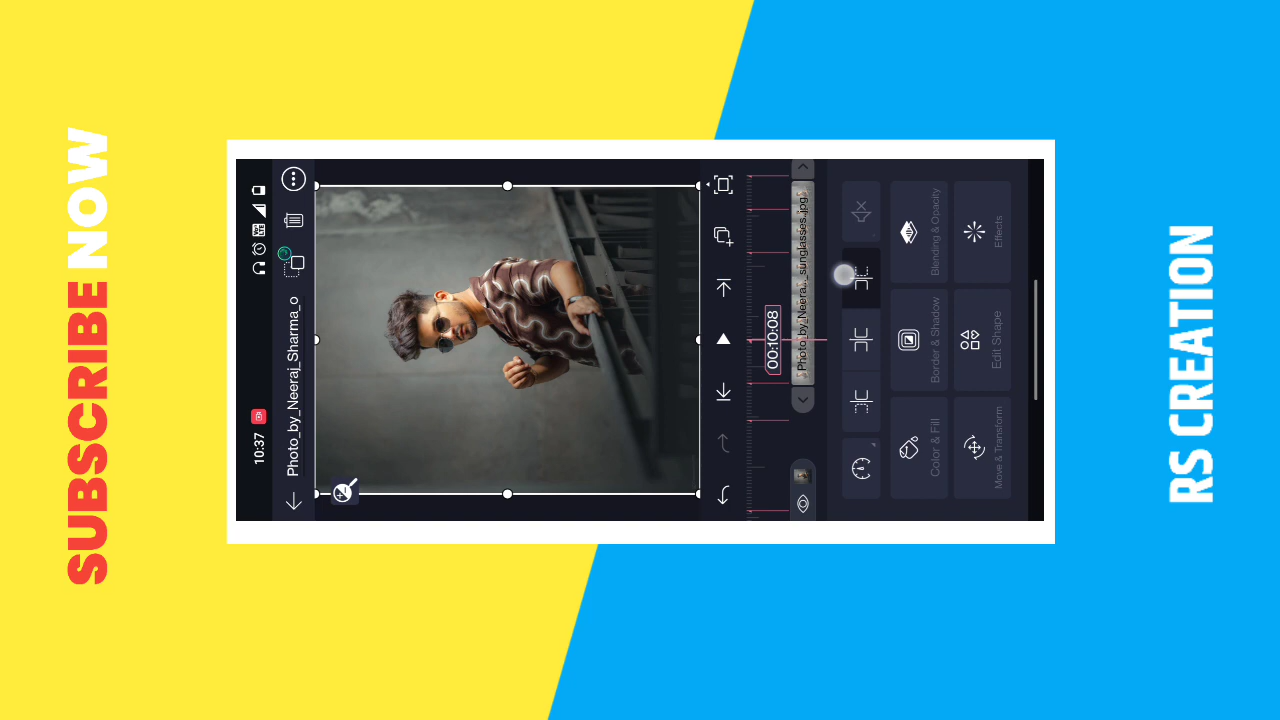 SUBSCRIBE NOW
10:37
Photo_by_Neeraj_Sharma_o
00:10:08
Photo_by_Neera,.._sunglasses.jpg
Color & Fill
Border & Shadow
Blending & Opacity
Move & Transform
Edit Shape
Effects
RS CREATION